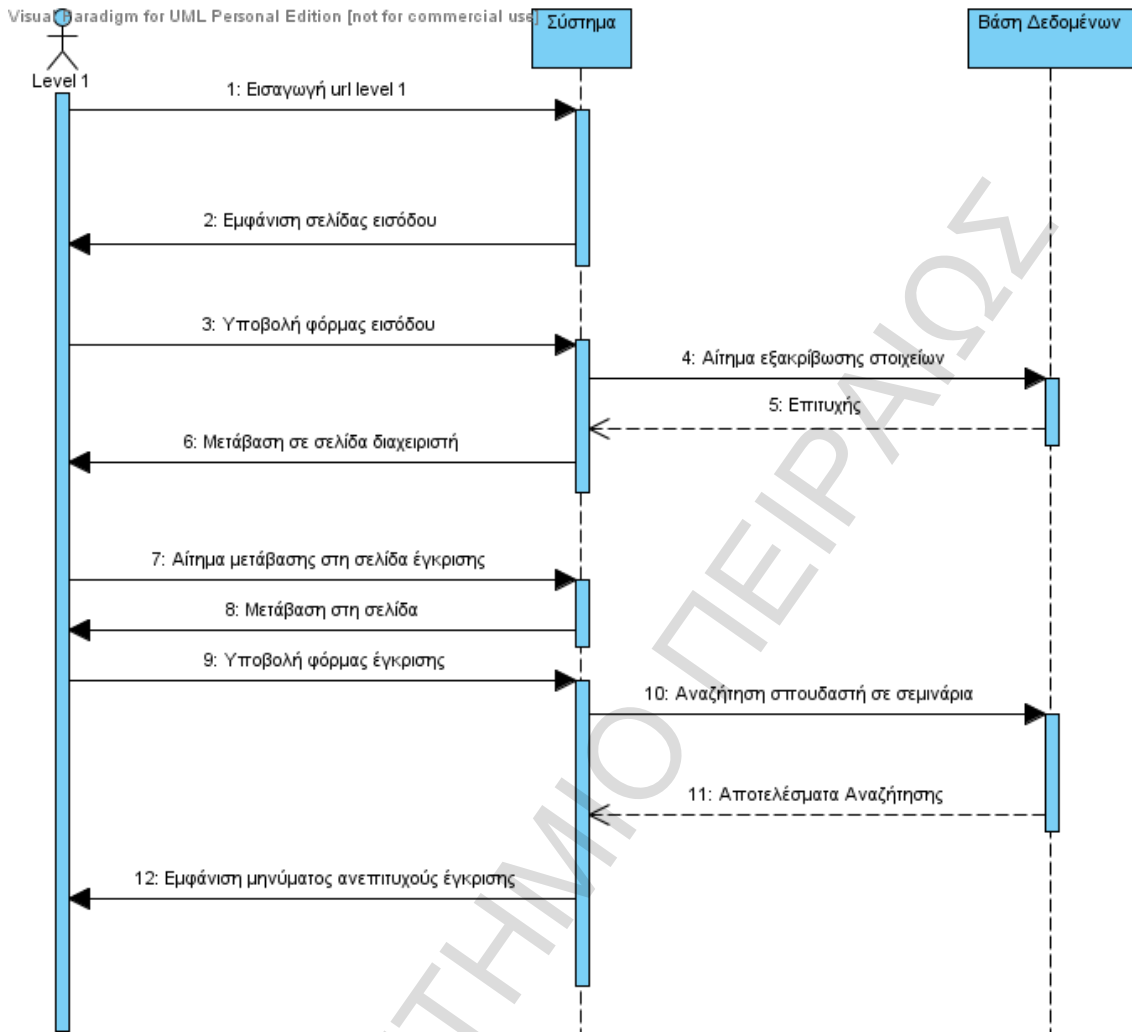 Visual Paradigm for UML Personal Edition [not for commercial use]
Σύστημα
Βάση Δεδομένων
Level 1
1: Εισαγωγή url level 1
2: Εμφάνιση σελίδας εισόδου
3: Υποβολή φόρμας εισόδου
4: Αίτημα εξακρίβωσης στοιχείων
5: Επιτυχής
6: Μετάβαση σε σελίδα διαχειριστή
7: Αίτημα μετάβασης στη σελίδα έγκρισης
8: Μετάβαση στη σελίδα
9: Υποβολή φόρμας έγκρισης
10: Αναζήτηση σπουδαστή σε σεμινάρια
11: Αποτελέσματα Αναζήτησης
12: Εμφάνιση μηνύματος ανεπιτυχούς έγκρισης
ΤΗΜΙΟ ΠΕΙΡΑΙΩΣ